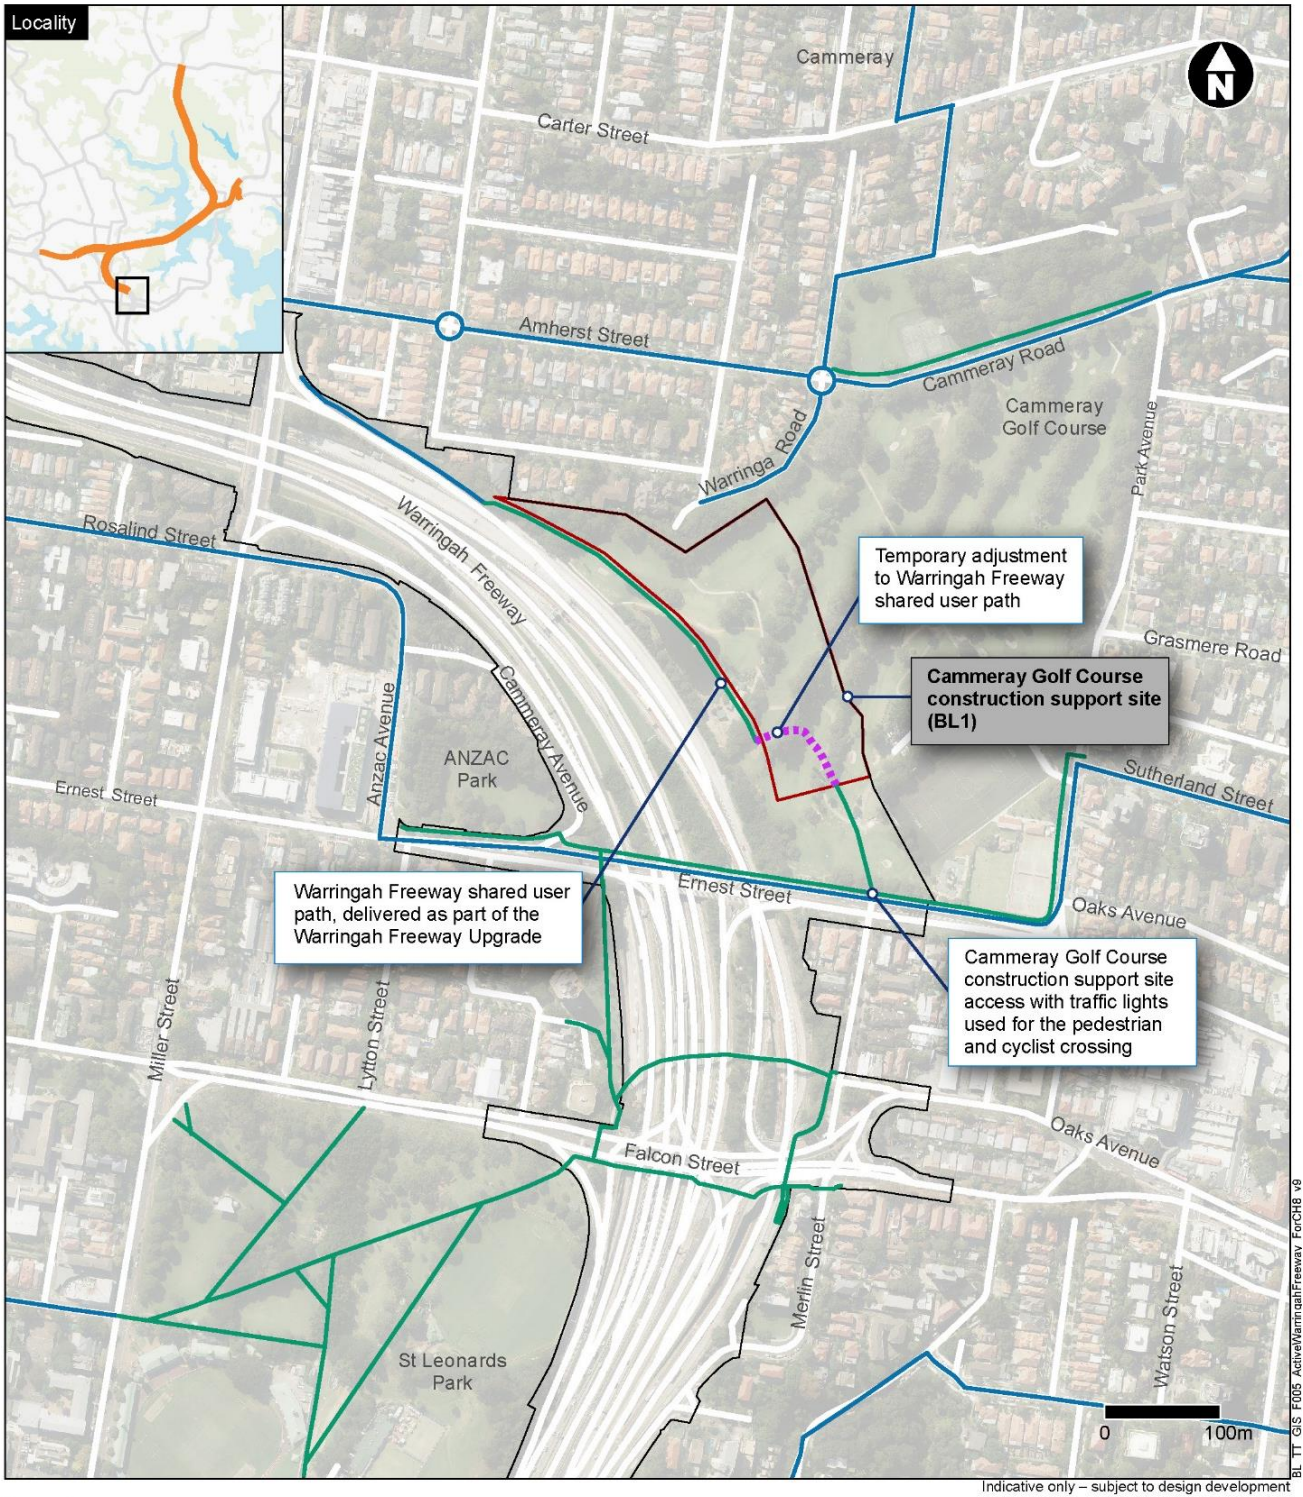 Locality
N
Cammeray
Carter Street
Amherst Street
Cammeray Road
Cammeray
Golf Course
Park Avenue
Warringa Road
Warringah Freeway
Rosalind Street
Temporary adjustment
to Warringah Freeway
shared user path
Grasmere Road
Cammeray Golf Course
construction support site
(BL1)
Cammeray Avenue
Anzac Avenue
ANZAC
Park
Sutherland Street
Ernest Street
Ernest Street
Warringah Freeway shared user
path, delivered as part of the
Warringah Freeway Upgrade
Oaks Avenue
Cammeray Golf Course
construction support site
access with traffic lights
used for the pedestrian
and cyclist crossing
Miller Street
Lytton Street
Falcon Street
Oaks Avenue
Merlin Street
Watson Street
St Leonards
Park
0 100m
BL_TT_GIS_F005_ActiveWarringahFreeway_ForCH8_v9
Indicative only – subject to design development